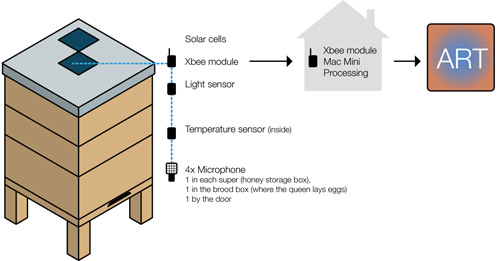 Solar cells
Xbee module
Light sensor
Temperature sensor (inside)
4x Microphone
1 in each super (honey storage box),
1 in the brood box (where the queen lays eggs)
1 by the door
Xbee module
Mac Mini
Processing
ART